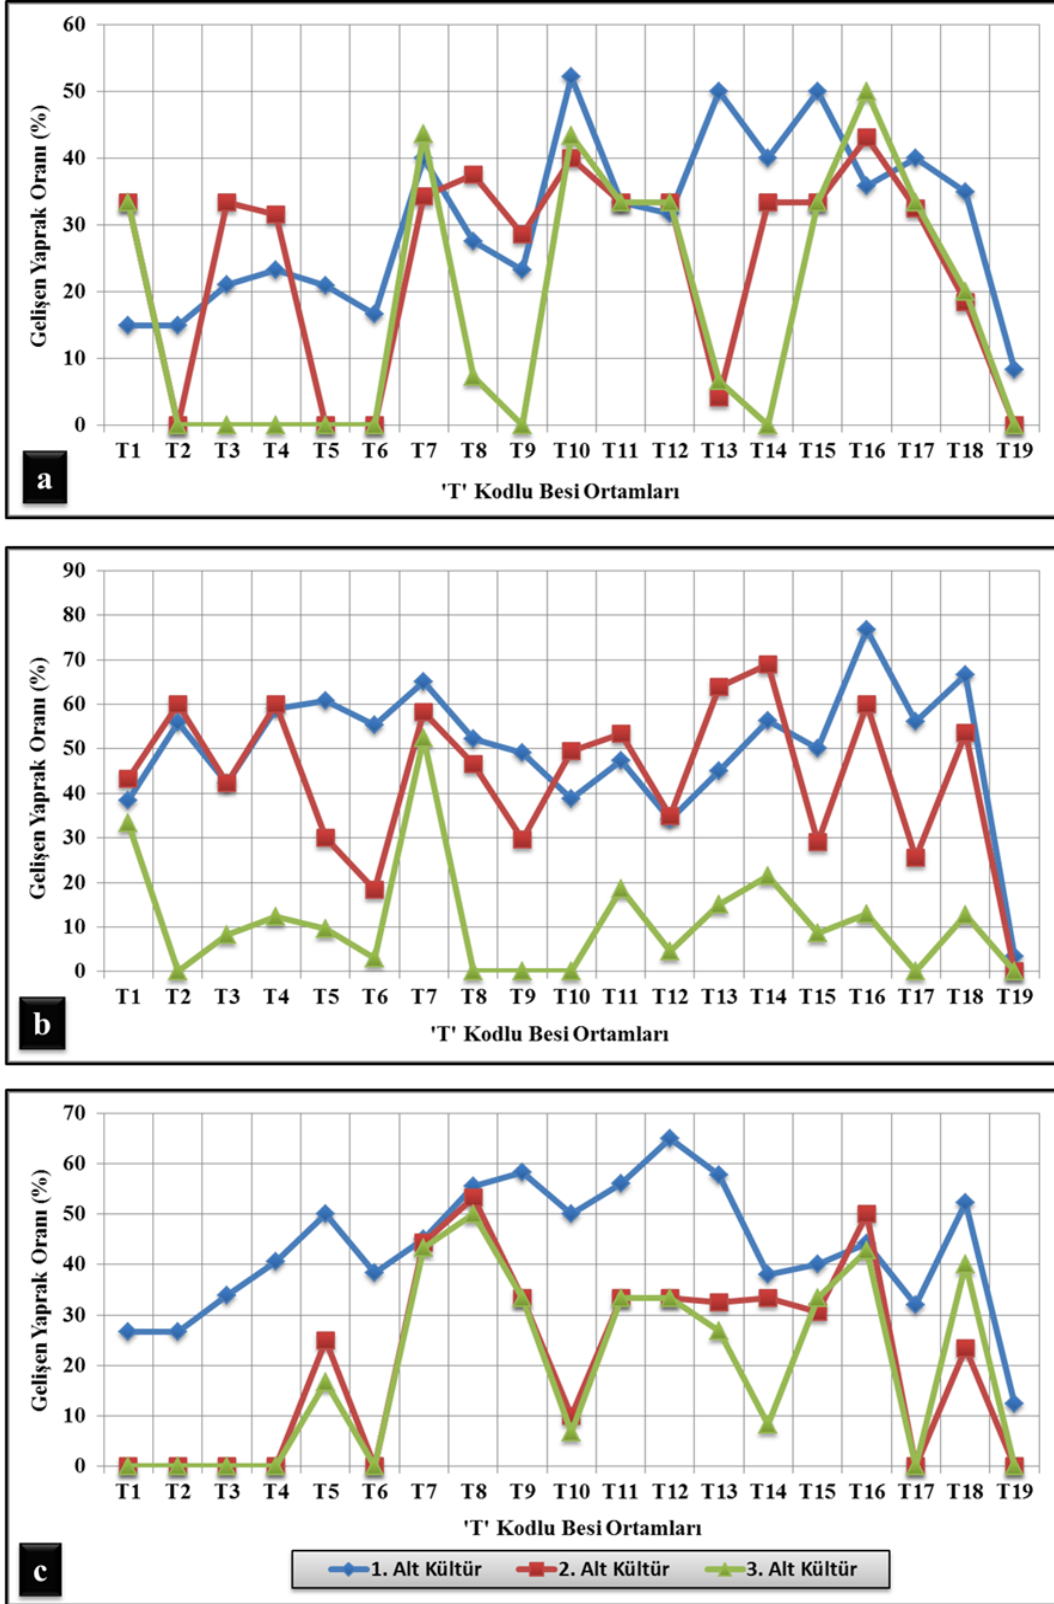 60
50
40
30
20
10
0
Gelişen Yaprak Oranı (%)
T1 T2 T3 T4 T5 T6 T7 T8 T9 T10 T11 T12 T13 T14 T15 T16 T17 T18 T19
'T' Kodlu Besi Ortamları
a
90
80
70
60
50
40
30
20
10
0
Gelişen Yaprak Oranı (%)
T1 T2 T3 T4 T5 T6 T7 T8 T9 T10 T11 T12 T13 T14 T15 T16 T17 T18 T19
'T' Kodlu Besi Ortamları
b
70
60
50
40
30
20
10
0
Gelişen Yaprak Oranı (%)
T1 T2 T3 T4 T5 T6 T7 T8 T9 T10 T11 T12 T13 T14 T15 T16 T17 T18 T19
'T' Kodlu Besi Ortamları
c
1. Alt Kültür 2. Alt Kültür 3. Alt Kültür